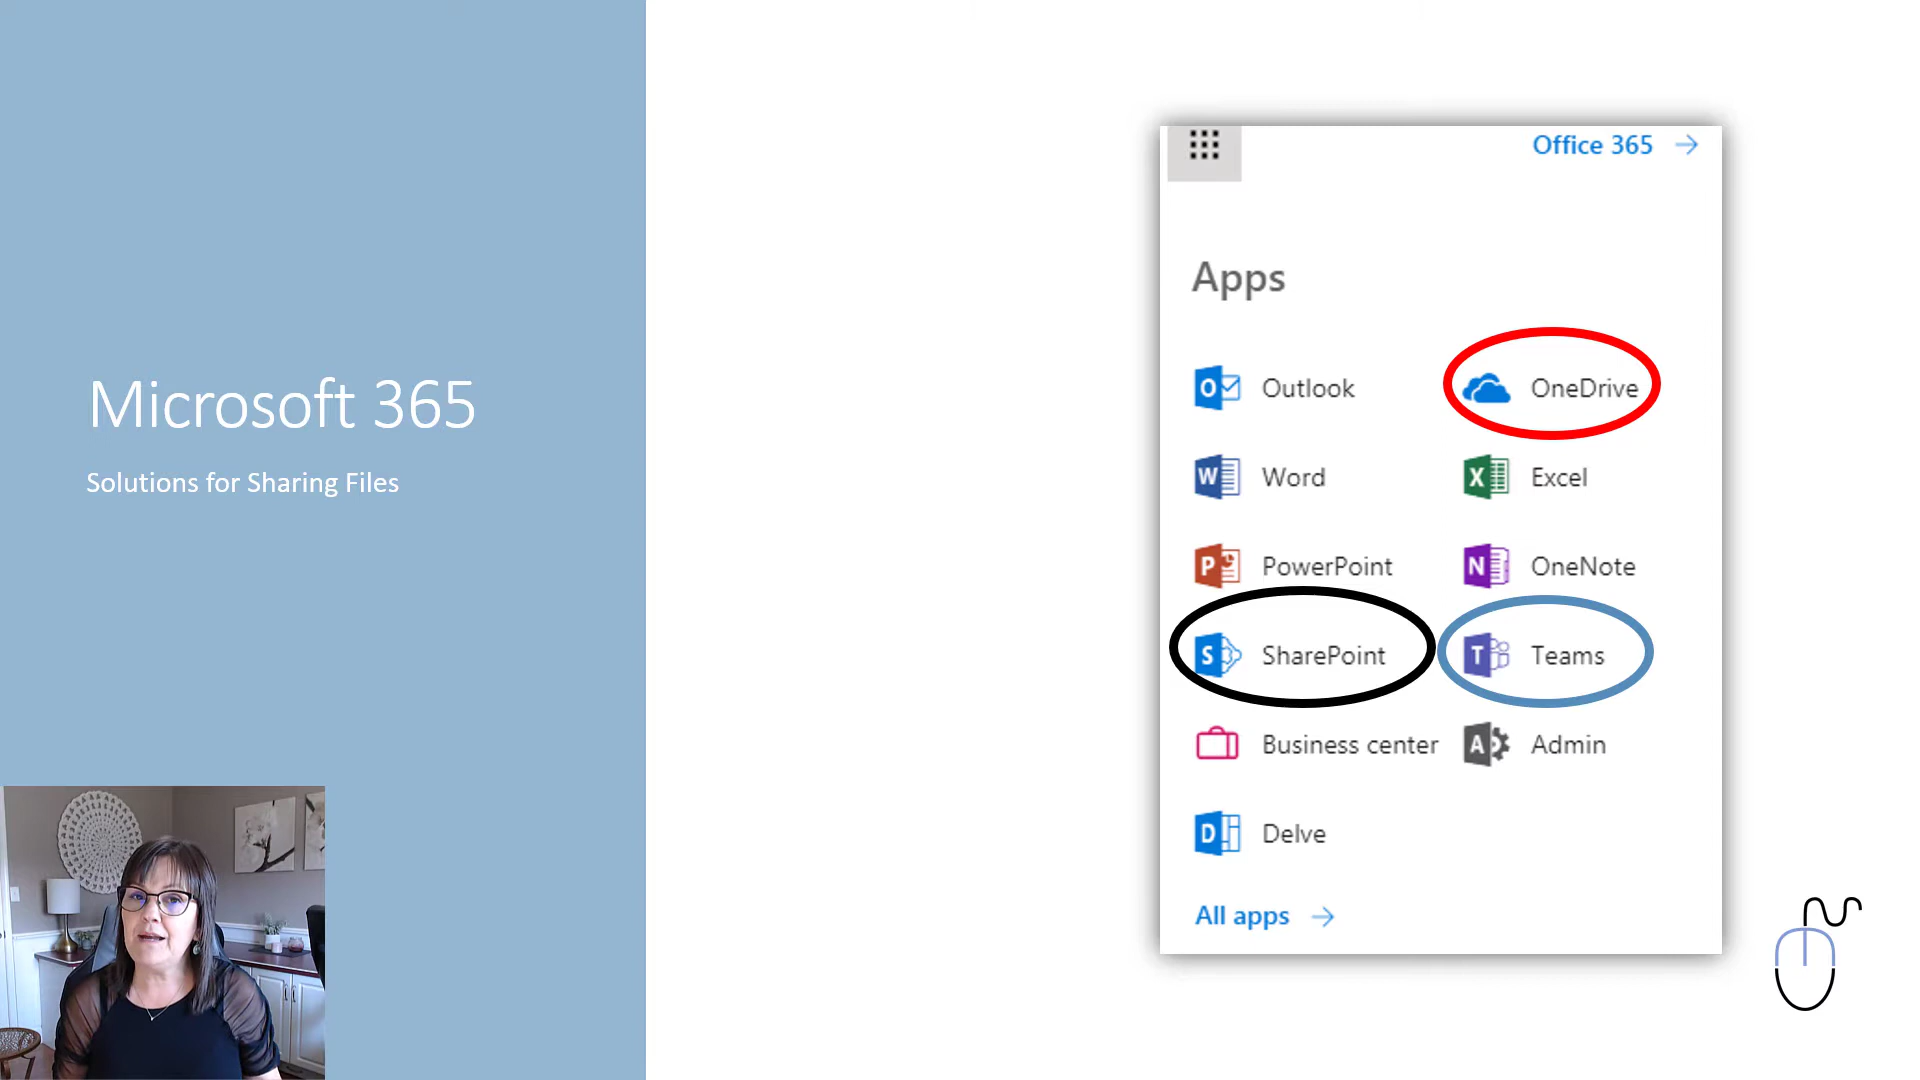 Microsoft 365
Solutions for Sharing Files
Office 365
Apps
Outlook
OneDrive
Word
Excel
PowerPoint
OneNote
SharePoint
Teams
Business center
Admin
Delve
All apps